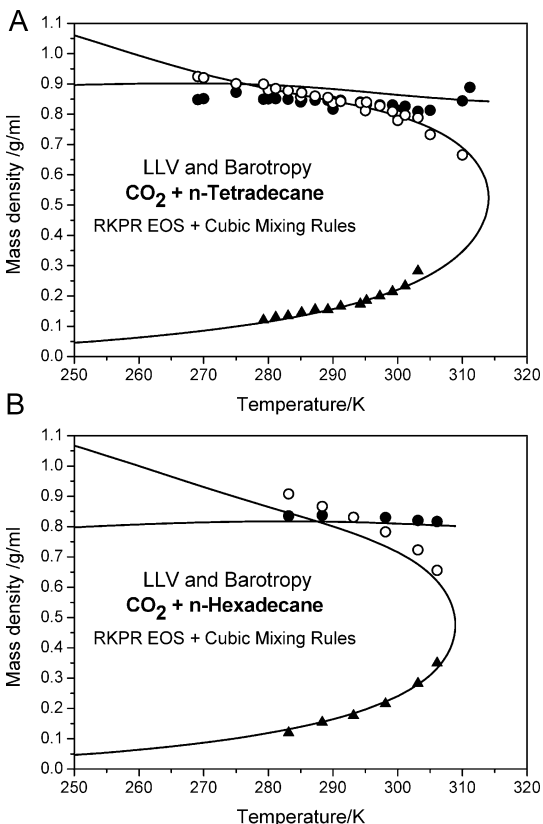 A
1.1
1.0
0.9
0.8
0.7
0.6
0.5
0.4
0.3
0.2
0.1
0.0
Mass density /g/ml
LLV and Barotropy
CO2 + n-Tetradecane
RKPR EOS + Cubic Mixing Rules
250 260 270 280 290 300 310 320
Temperature/K
B
1.1
1.0
0.9
0.8
0.7
0.6
0.5
0.4
0.3
0.2
0.1
0.0
Mass density /g/ml
LLV and Barotropy
CO2 + n-Hexadecane
RKPR EOS + Cubic Mixing Rules
250 260 270 280 290 300 310 320
Temperature/K